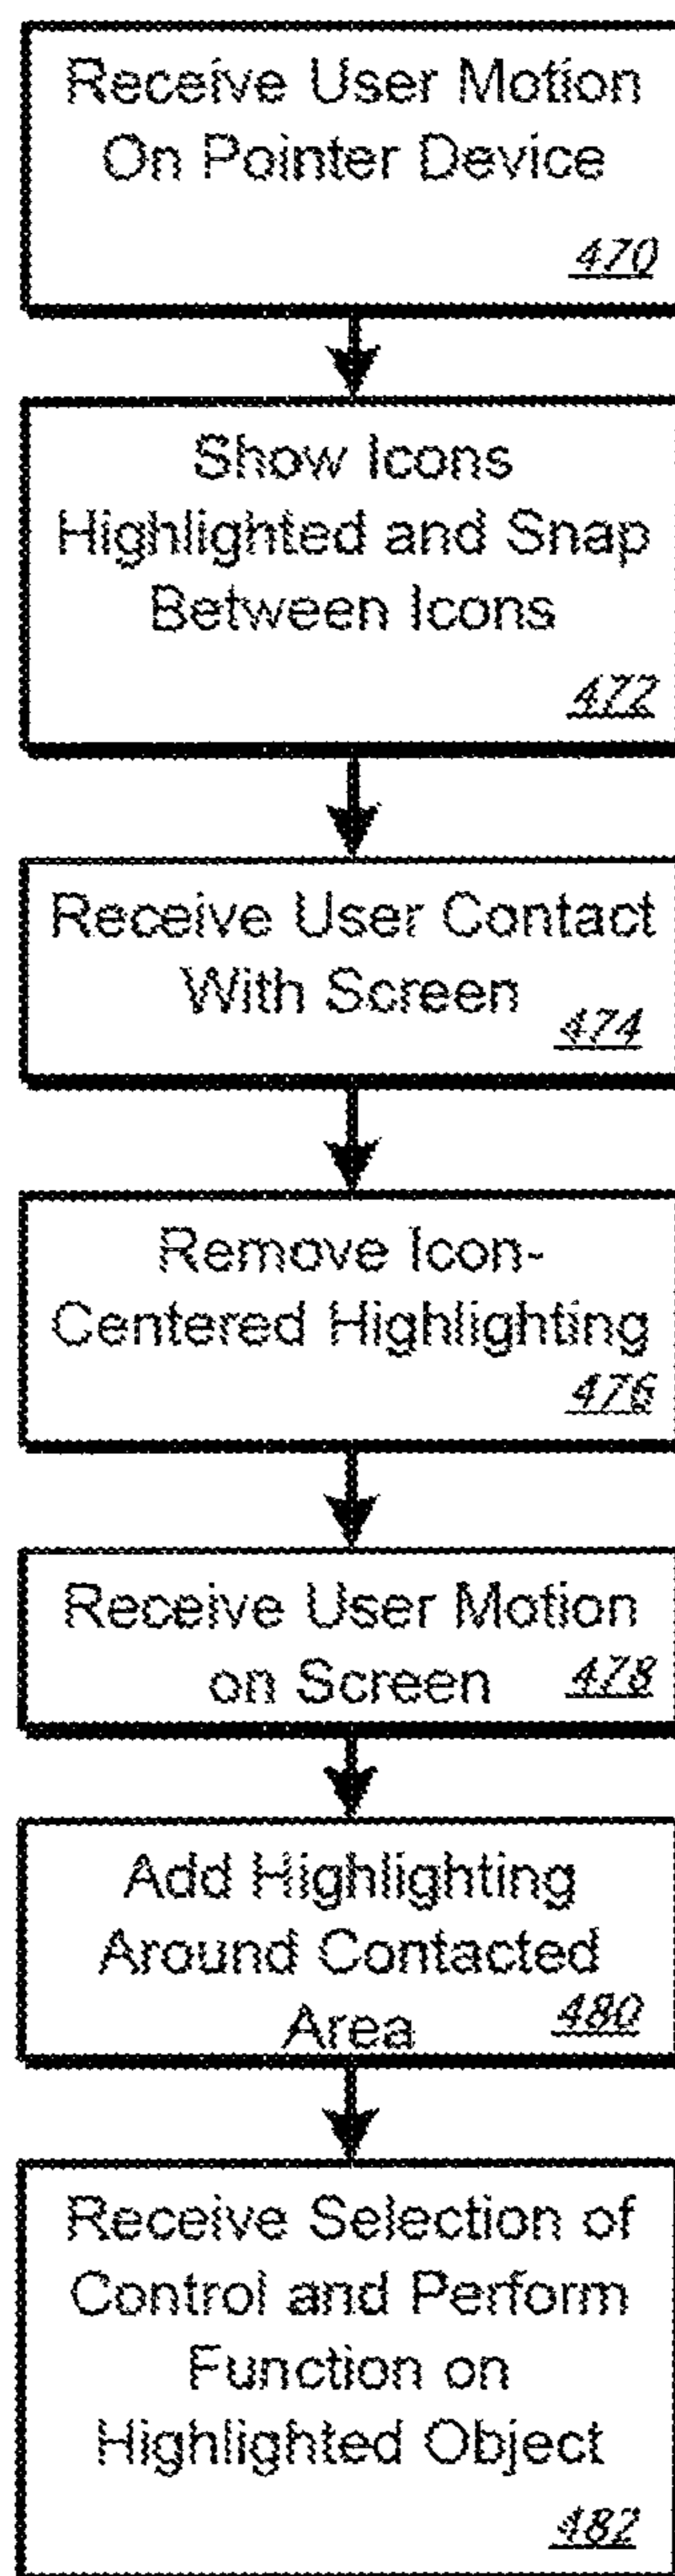 Receive User Motion
On Pointer Device
470
Show Icons
Highlighted and Snap
Between Icons
472
Receive User Contact
With Screen
474
Remove Icon-
Centered Highlighting
476
Receive User Motion
on Screen
478
Add Highlighting
Around Contacted
Area
480
Receive Selection of
Control and Perform
Function on
Highlighted Object
482